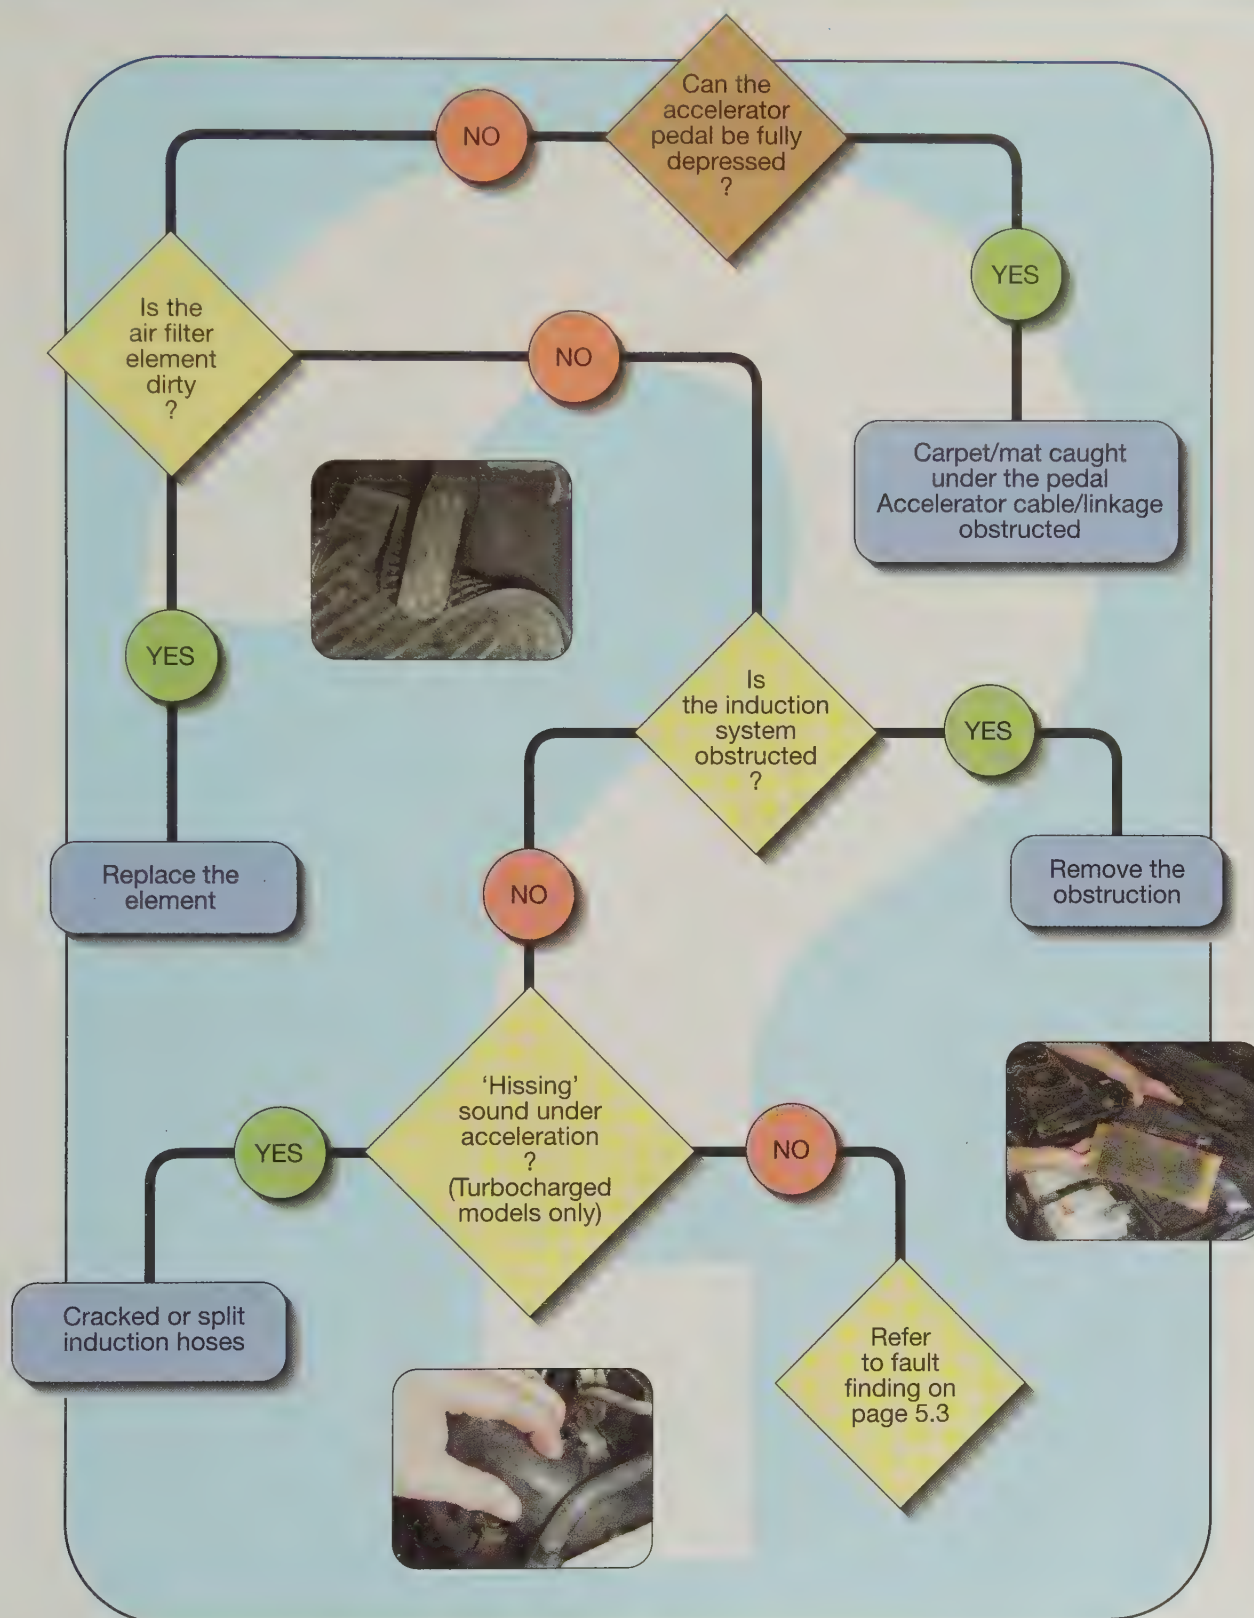 Can the
accelerator
pedal be fully
depressed
?
NO
YES
Is the
air filter
element
dirty
?
NO
Carpet/mat caught
under the pedal
Accelerator cable/linkage
obstructed
YES
Is
the induction
system
obstructed
?
YES
Replace the
element
NO
Remove the
obstruction
'Hissing'
sound under
acceleration
?
(Turbocharged
models only)
YES
NO
Cracked or split
induction hoses
Refer
to fault
finding on
page 5.3